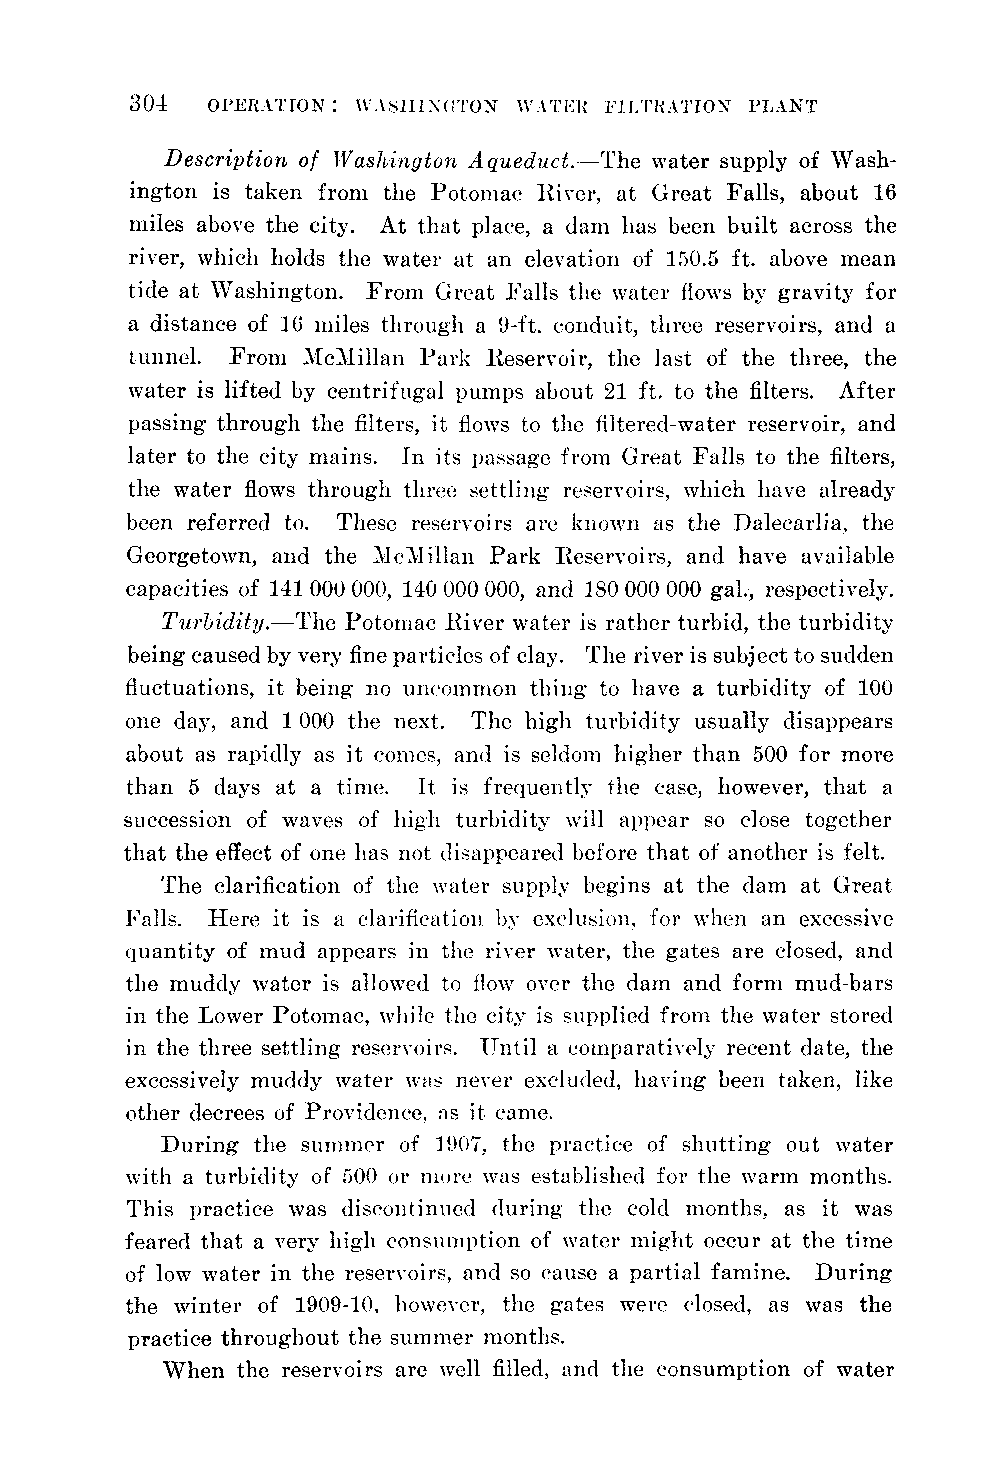 304 OPERATION: WASHINGTON WATER FILTRATION PLANT
Description of Washington Aqueduct.—The water supply of Wash-
ington is taken from the Potomac River, at Great Falls, about 16
miles above the city. At that place, a dam has been built across the
river, which holds the water at an elevation of 150.5 ft. above mean
tide at Washington. From Great Falls the water flows by gravity for
a distance of 16 miles through a 9-ft. conduit, three reservoirs, and a
tunnel. From McMillan Park Reservoir, the last of the three, the
water is lifted by centrifugal pumps about 21 ft. to the filters. After
passing through the filters, it flows to the filtered-water reservoir, and
later to the city mains. In its passage from Great Falls to the filters,
the water flows through three settling reservoirs, which have already
been referred to. These reservoirs are known as the Dalecarlia, the
Georgetown, and the McMillan Park Reservoirs, and have available
capacities of 141 000 000, 140 000 000, and 180 000 000 gal., respectively.
Turbidity.—The Potomac River water is rather turbid, the turbidity
being caused by very fine particles of clay. The river is subject to sudden
fluctuations, it being no uncommon thing to have a turbidity of 100
one day, and 1 000 the next. The high turbidity usually disappears
about as rapidly as it comes, and is seldom higher than 500 for more
than 5 days at a time. It is frequently the case, however, that a
succession of waves of high turbidity will appear so close together
that the effect of one has not disappeared before that of another is felt.
The clarification of the water supply begins at the dam at Great
Falls. Here it is a clarification by exclusion, for when an excessive
quantity of mud appears in the river water, the gates are closed, and
the muddy water is allowed to flow over the dam and form mud-bars
in the Lower Potomac, while the city is supplied from the water stored
in the three settling reservoirs. Until a comparatively recent date, the
excessively muddy water was never excluded, having been taken, like
other decrees of Providence, as it came.
During the summer of 1907, the practice of shutting out water
with a turbidity of 500 or more was established for the warm months.
This practice was discontinued during the cold months, as it was
feared that a very high consumption of water might occur at the time
of low water in the reservoirs, and so cause a partial famine. During
the winter of 1909-10, however, the gates were closed, as was the
practice throughout the summer months.
When the reservoirs are well filled, and the consumption of water